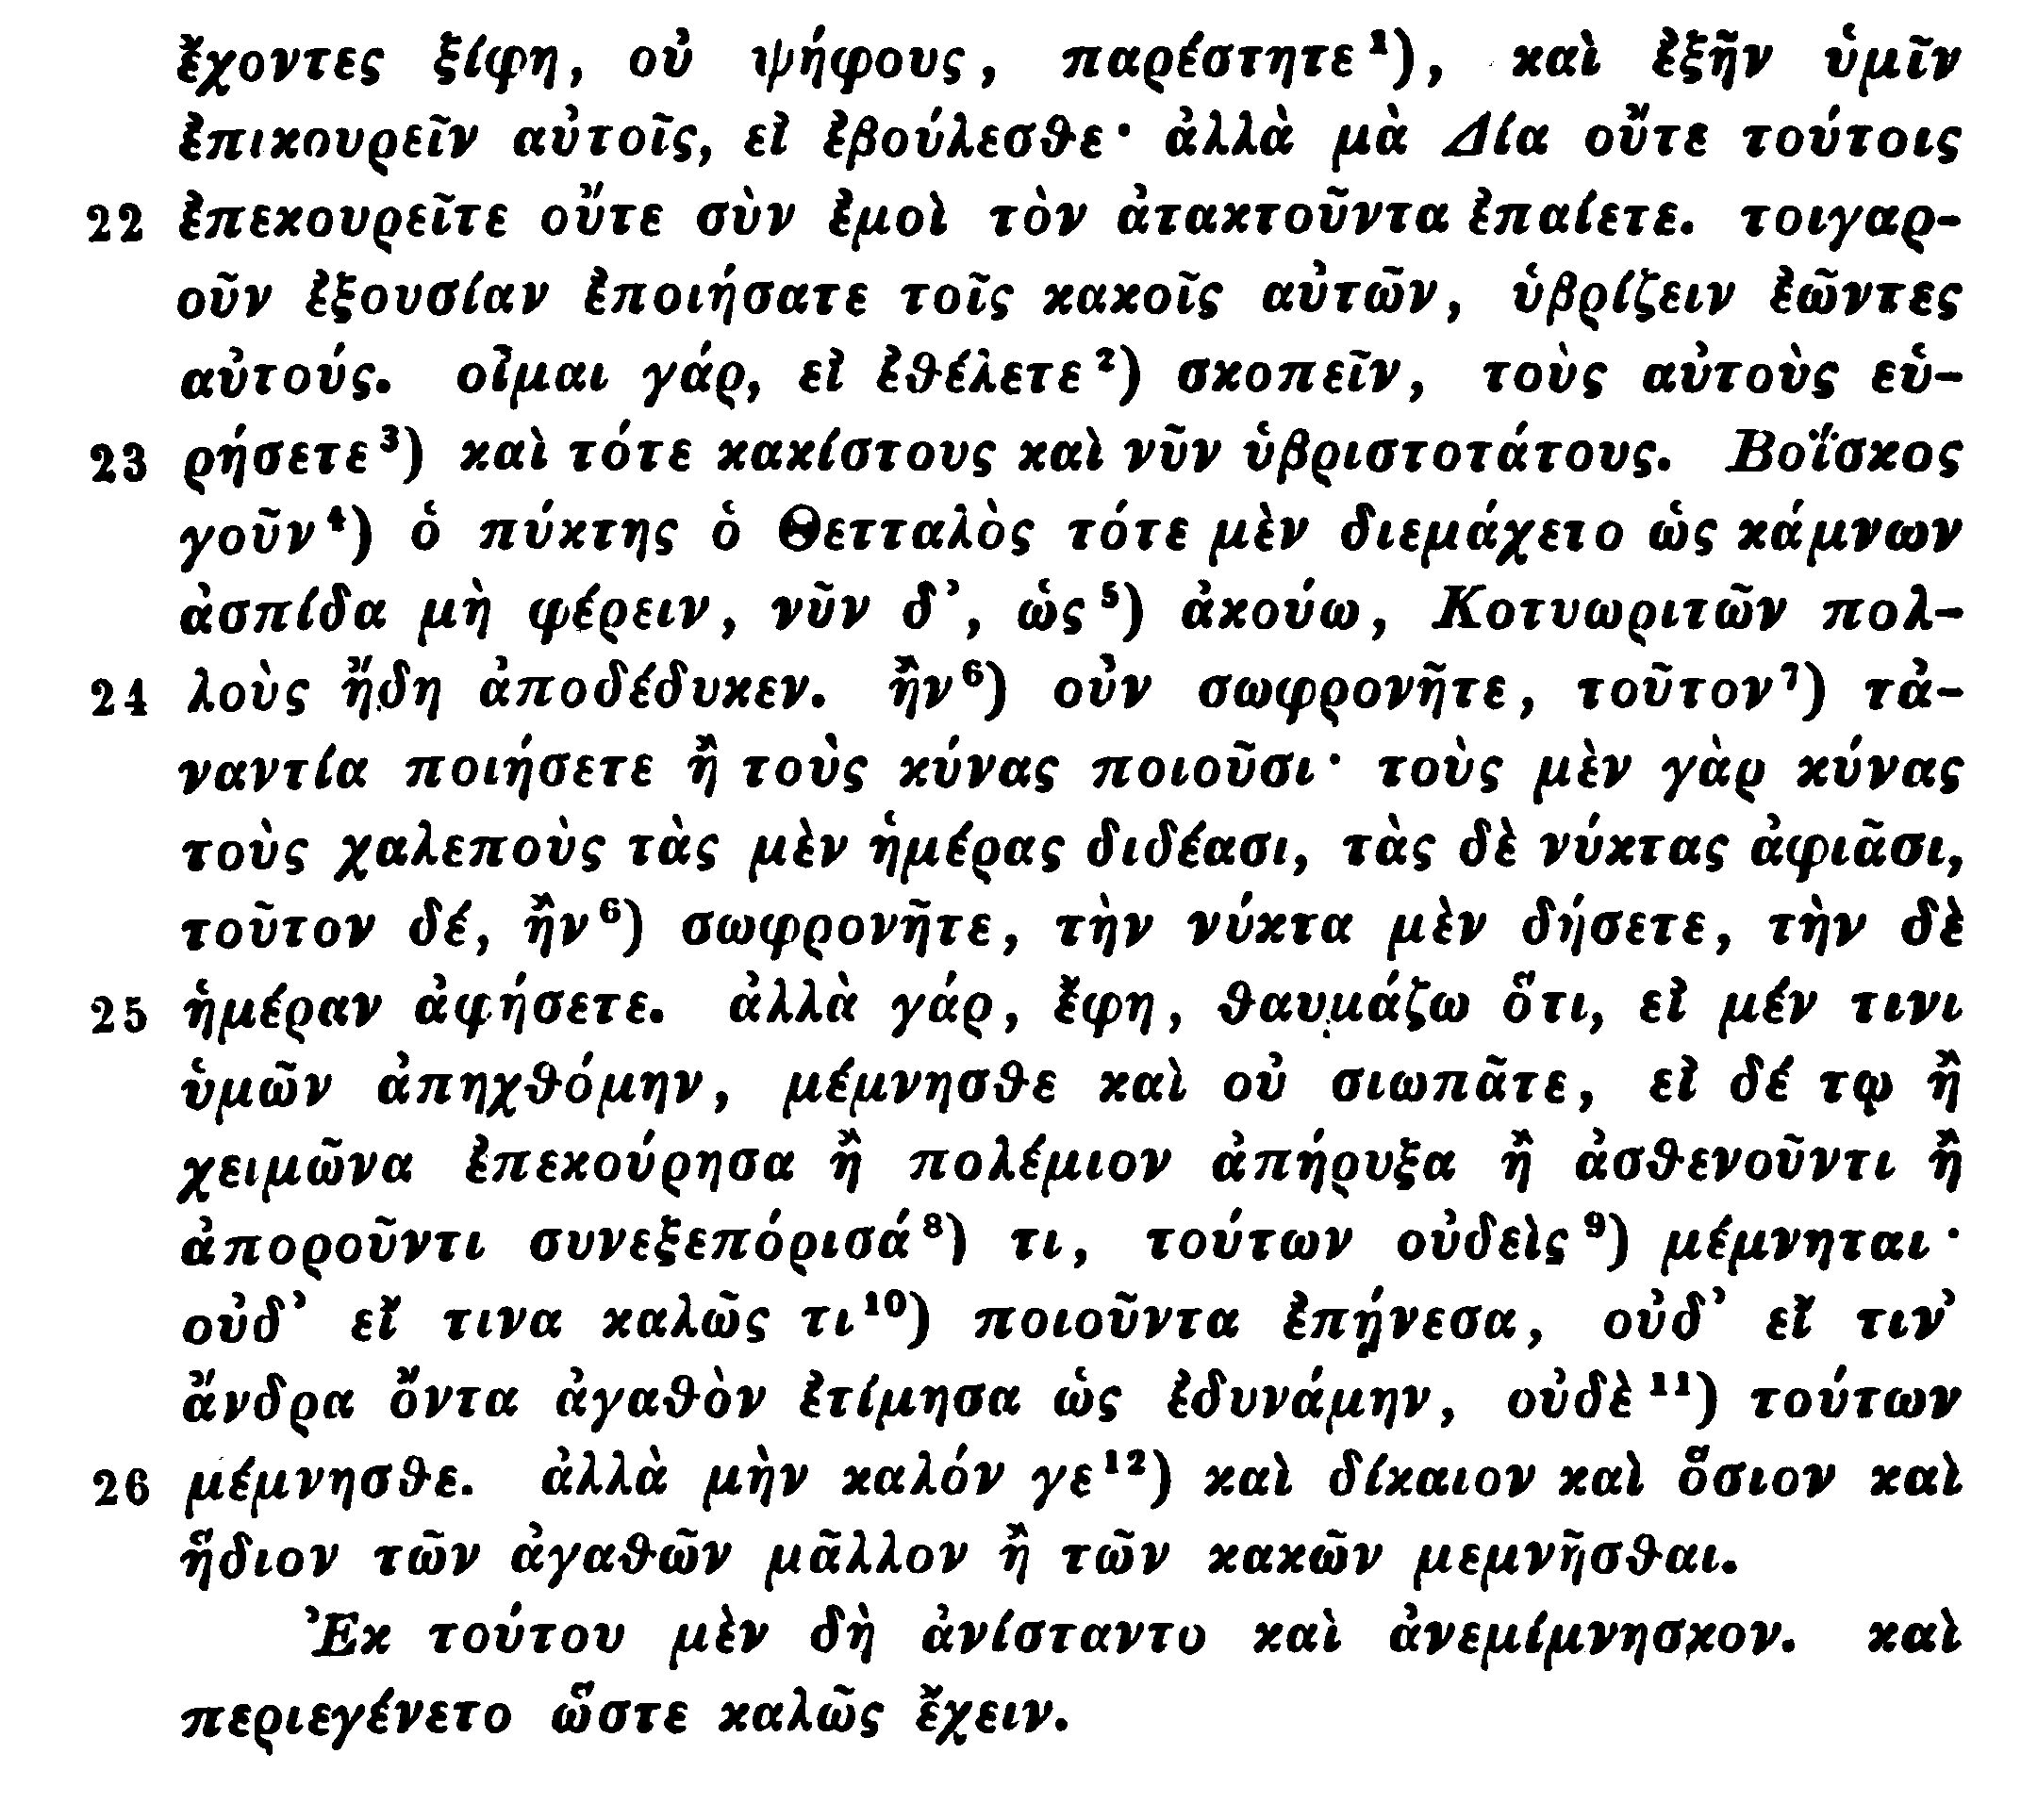 ἔχοντες ξίφη, οὐ ψήφους, παρέστητε¹), καὶ ἐξῆν ὑμῖν
ἐπικουρεῖν αὐτοῖς, εἰ ἐβούλεσθε· ἀλλὰ μὰ Δία οὔτε τούτοις
22 ἐπεκουρεῖτε οὔτε σὺν ἐμοὶ τὸν ἀτακτοῦντα ἐπαίετε. τοιγαρ-
οῦν ἐξουσίαν ἐποιήσατε τοῖς κακοῖς αὐτῶν, ὑβρίζειν ἐῶντες
αὐτούς. οἶμαι γάρ, εἰ ἐθέλετε²) σκοπεῖν, τοὺς αὐτοὺς εὑ-
23 ρήσετε³) καὶ τότε κακίστους καὶ νῦν ὑβριστοτάτους. Βοΐσκος
γοῦν⁴) ὁ πύκτης ὁ Θετταλὸς τότε μὲν διεμάχετο ὡς κάμνων
ἀσπίδα μὴ φέρειν, νῦν δ’, ὡς⁵) ἀκούω, Κοτυωριτῶν πολ-
24 λοὺς ἤδη ἀποδέδυκεν. ἢν⁶) οὖν σωφρονῆτε, τοῦτον⁷) τἀ-
ναντία ποιήσετε ἢ τοὺς κύνας ποιοῦσι· τοὺς μὲν γὰρ κύνας
τοὺς χαλεποὺς τὰς μὲν ἡμέρας διδέασι, τὰς δὲ νύκτας ἀφιᾶσι,
τοῦτον δέ, ἢν⁶) σωφρονῆτε, τὴν νύκτα μὲν δήσετε, τὴν δὲ
25 ἡμέραν ἀφήσετε. ἀλλὰ γάρ, ἔφη, θαυμάζω ὅτι, εἰ μέν τινι
ὑμῶν ἀπηχθόμην, μέμνησθε καὶ οὐ σιωπᾶτε, εἰ δέ τῳ ἢ
χειμῶνα ἐπεκούρησα ἢ πολέμιον ἀπήρυξα ἢ ἀσθενοῦντι ἢ
ἀποροῦντι συνεξεπόρισά⁸) τι, τούτων οὐδεὶς⁹) μέμνηται·
οὐδ’ εἴ τινα καλῶς τι¹⁰) ποιοῦντα ἐπῄνεσα, οὐδ’ εἴ τιν’
ἄνδρα ὄντα ἀγαθὸν ἐτίμησα ὡς ἐδυνάμην, οὐδὲ¹¹) τούτων
26 μέμνησθε. ἀλλὰ μὴν καλόν γε¹²) καὶ δίκαιον καὶ ὅσιον καὶ
ἥδιον τῶν ἀγαθῶν μᾶλλον ἢ τῶν κακῶν μεμνῆσθαι.
Ἐκ τούτου μὲν δὴ ἀνίσταντο καὶ ἀνεμίμνησκον. καὶ
περιεγένετο ὥστε καλῶς ἔχειν.